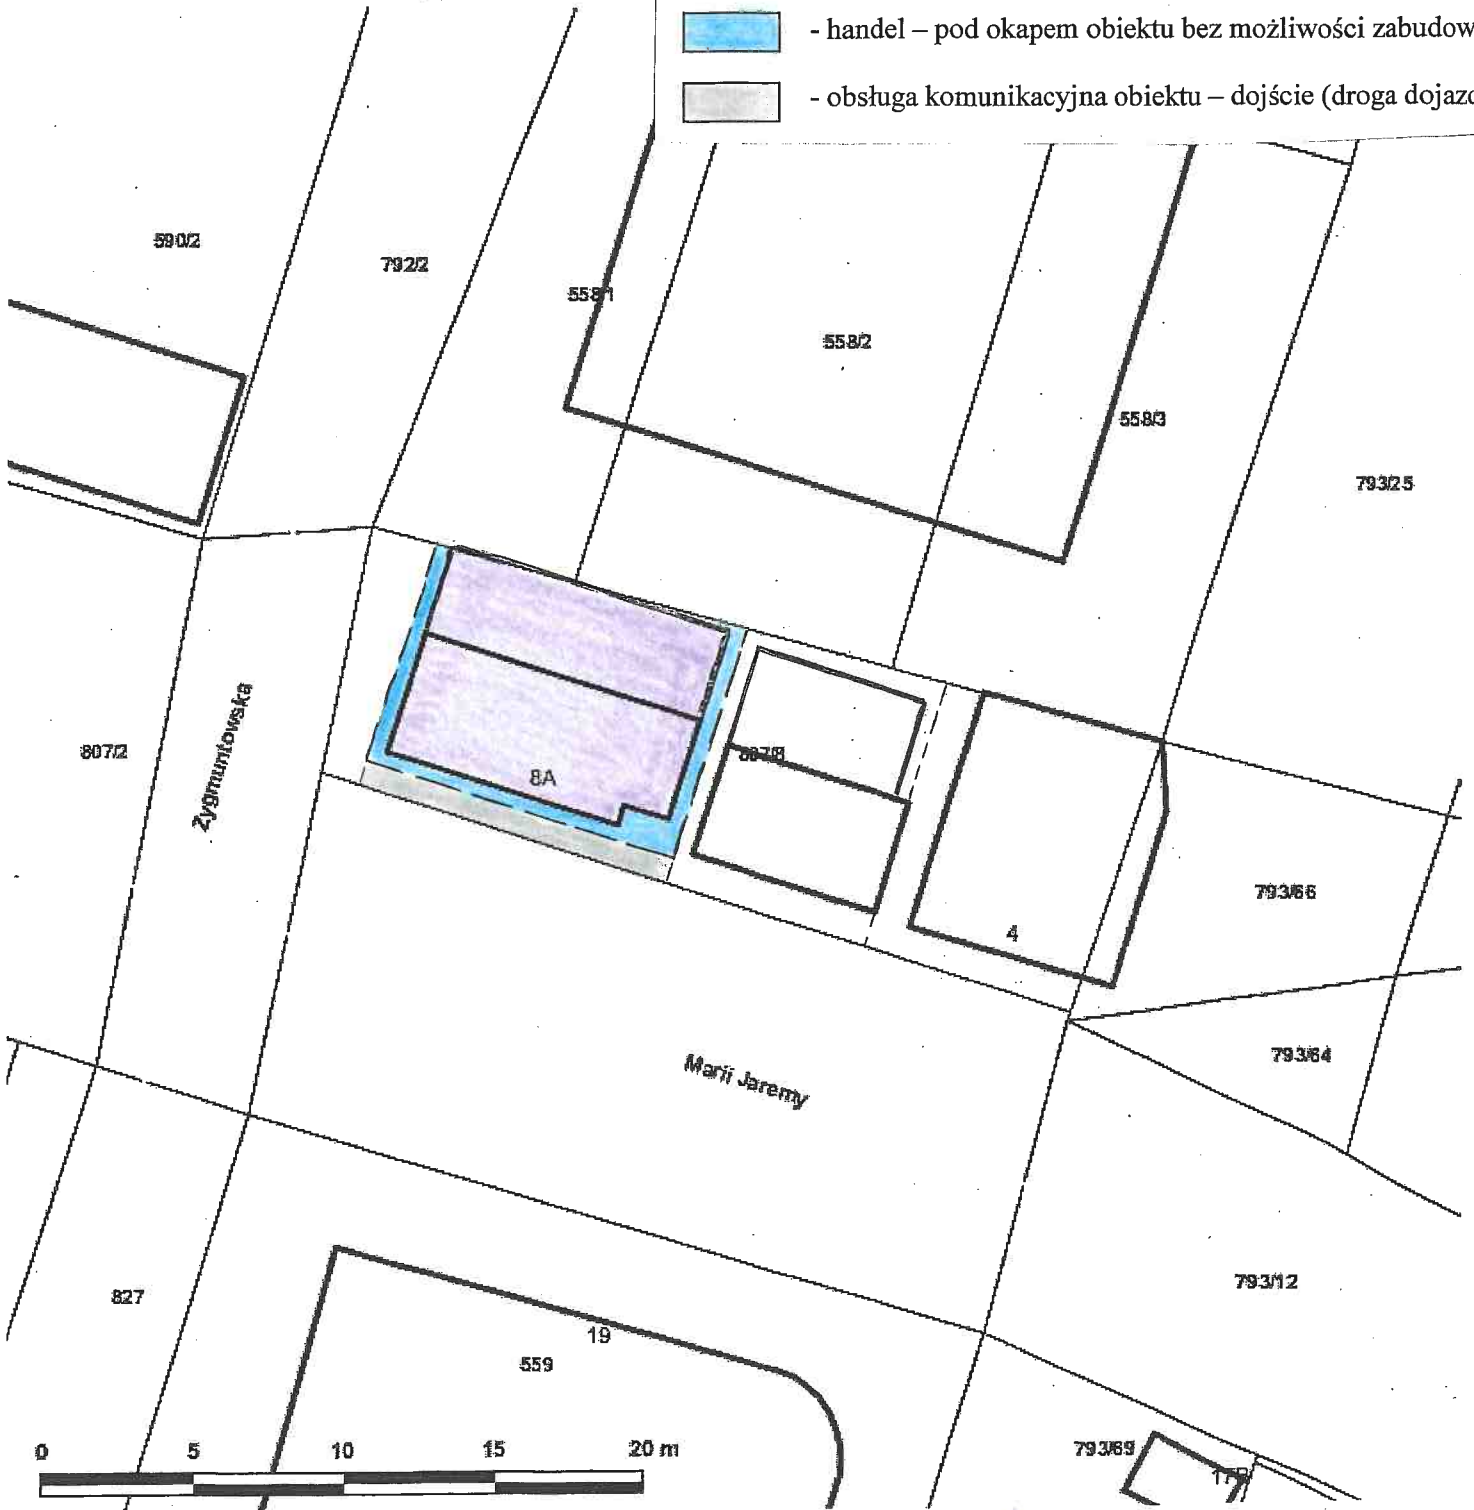 - handel – pod okapem obiektu bez możliwości zabudow
- obsługa komunikacyjna obiektu – dojście (droga dojazd
590/2
792/2
558/1
558/2
558/3
793/25
807/2
Zygmuntowska
8A
4
793/66
793/64
Marii Jaremy
793/12
827
19
559
793/69
0 5 10 15 20 m